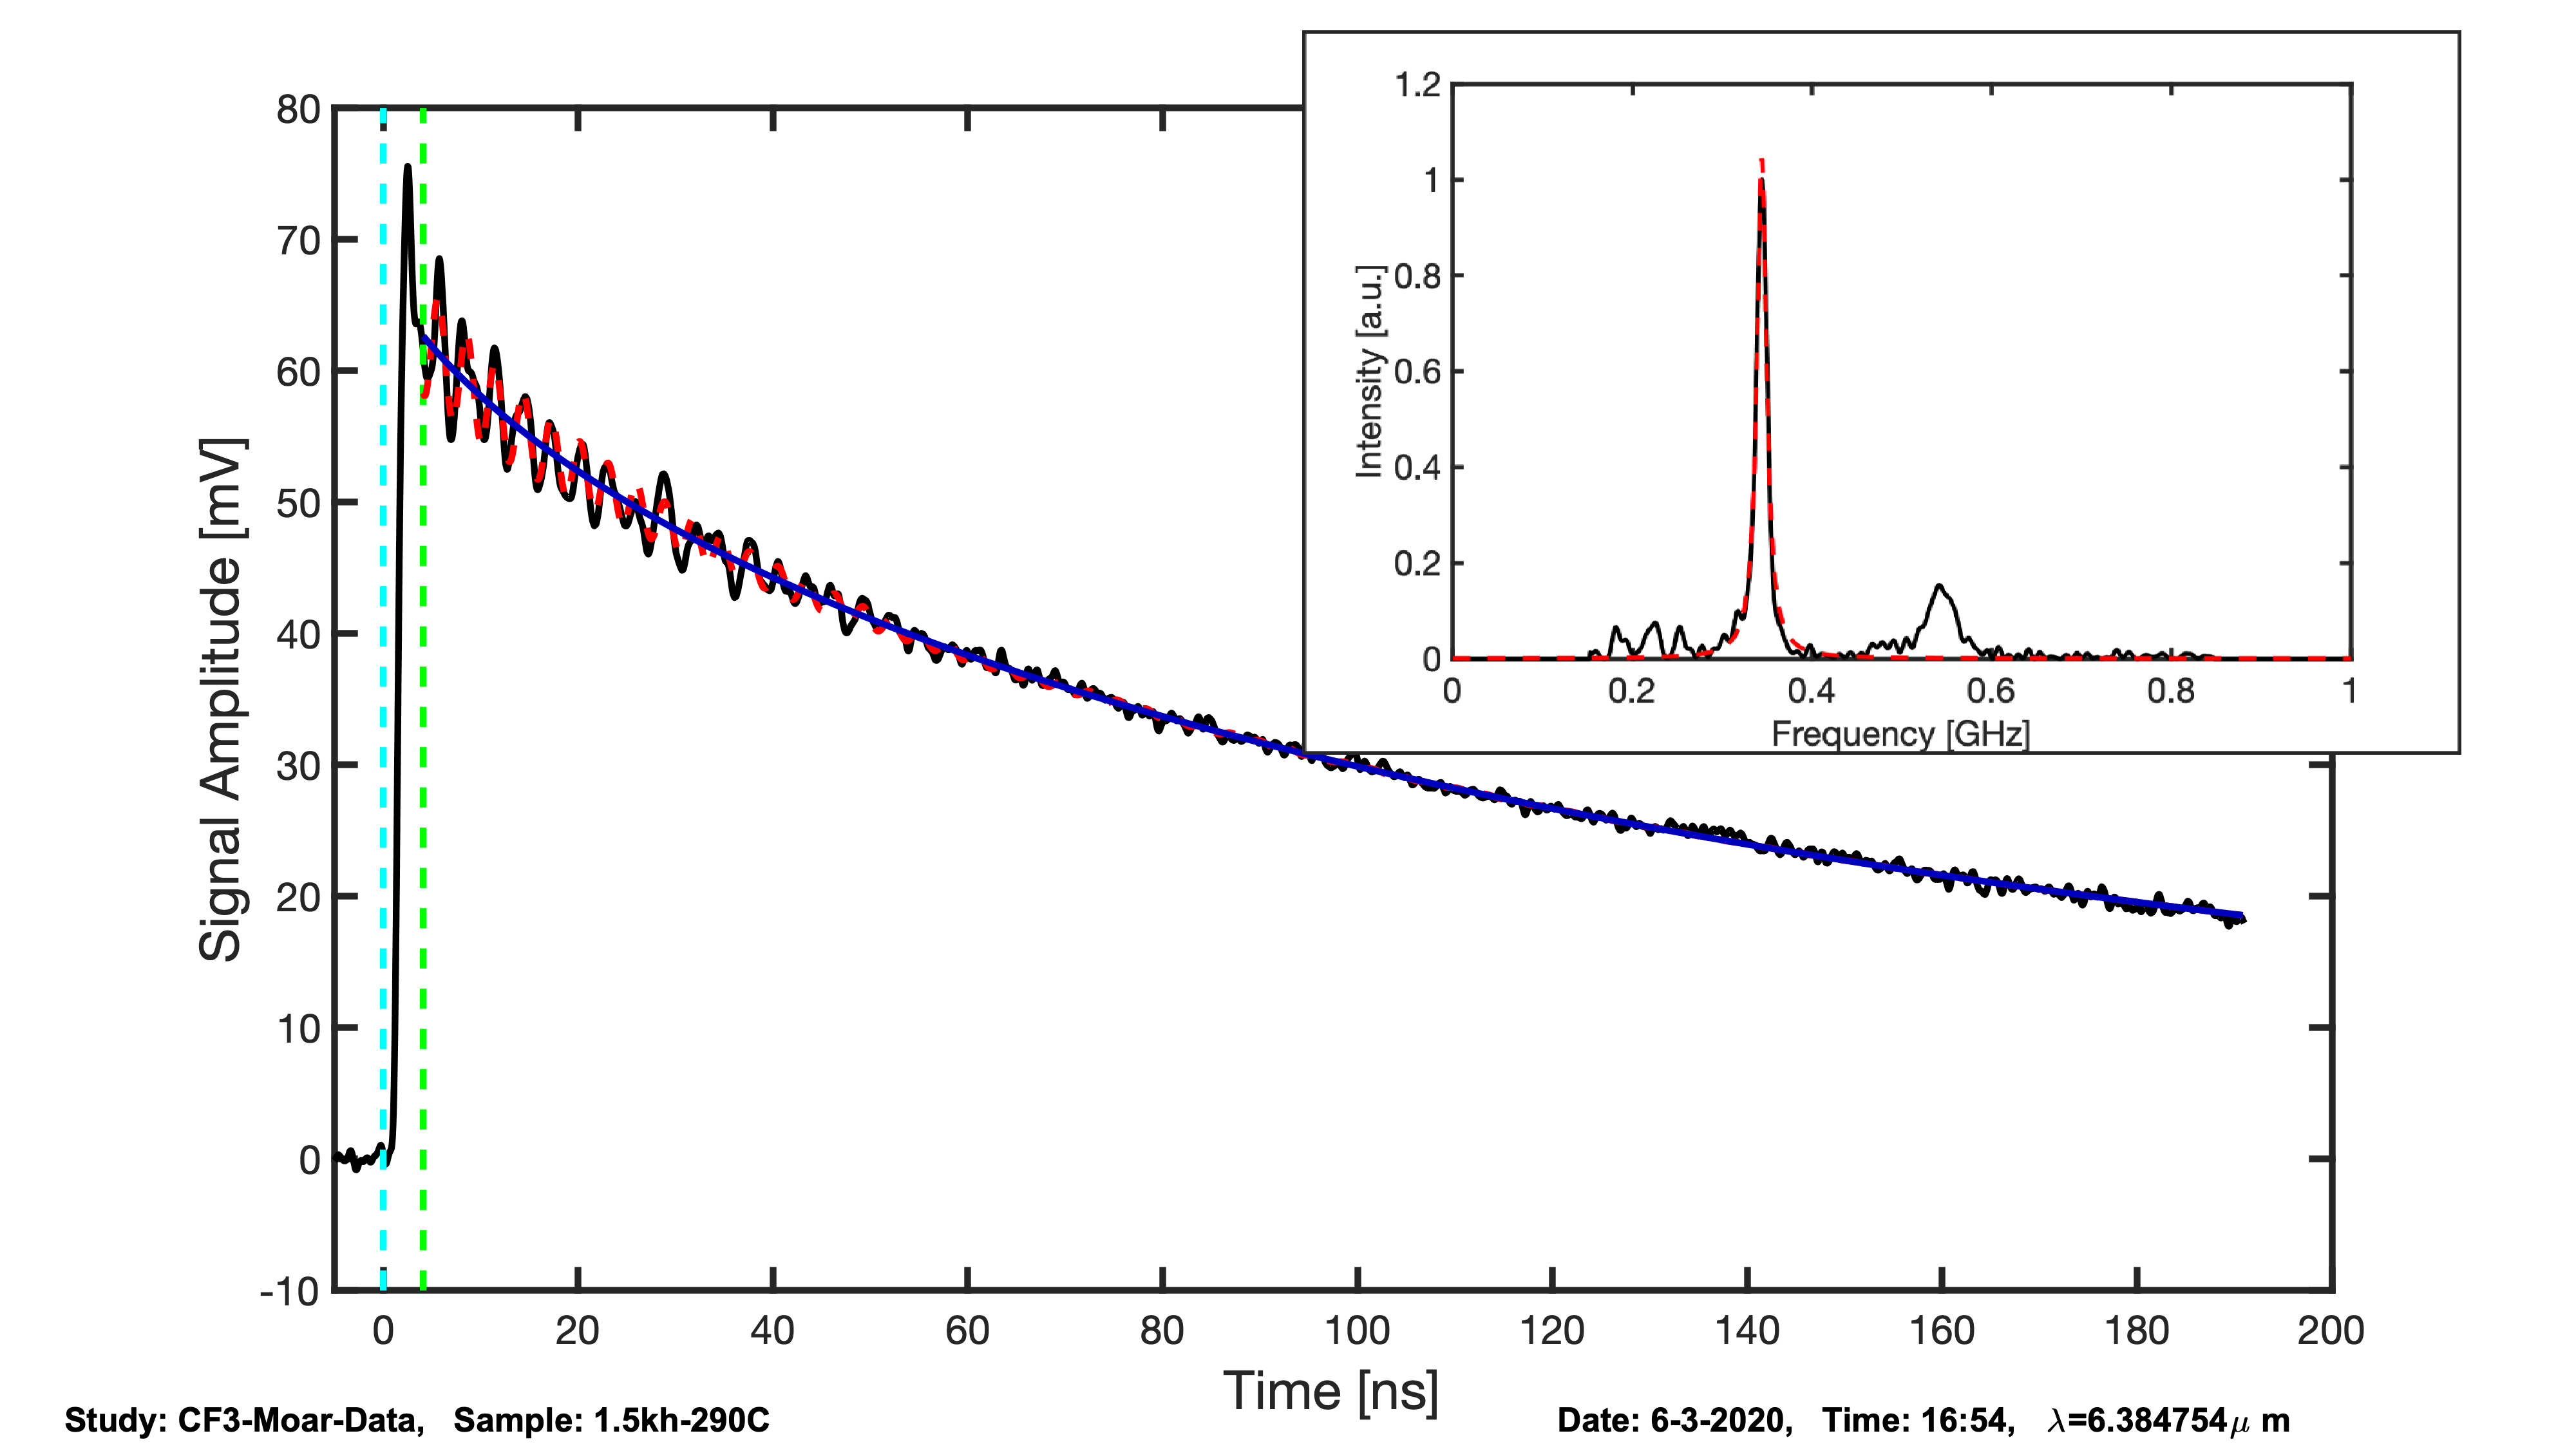 1.2
1
0.8
0.6
0.4
0.2
0
0 0.2 0.4 0.6 0.8 1
Intensity [a.u.]
Frequency [GHz]
80
70
60
50
40
30
20
10
0
-10
Signal Amplitude [mV]
0 20 40 60 80 100 120 140 160 180 200
Time [ns]
Study: CF3-Moar-Data, Sample: 1.5kh-290C
Date: 6-3-2020, Time: 16:54, λ=6.384754μ m